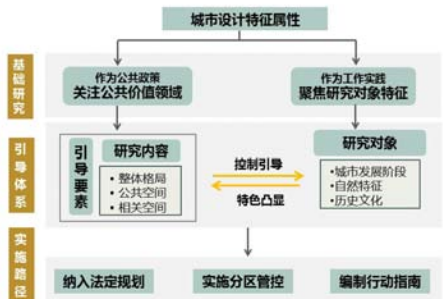 城市设计特征属性
基础研究
作为公共政策
关注公共价值领域
作为工作实践
聚焦研究对象特征
引导体系
引导要素
研究内容
•整体格局
•公共空间
•相关空间
控制引导
特色凸显
研究对象
•城市发展阶段
•自然特征
•历史文化
实施路径
纳入法定规划
实施分区管控
编制行动指南